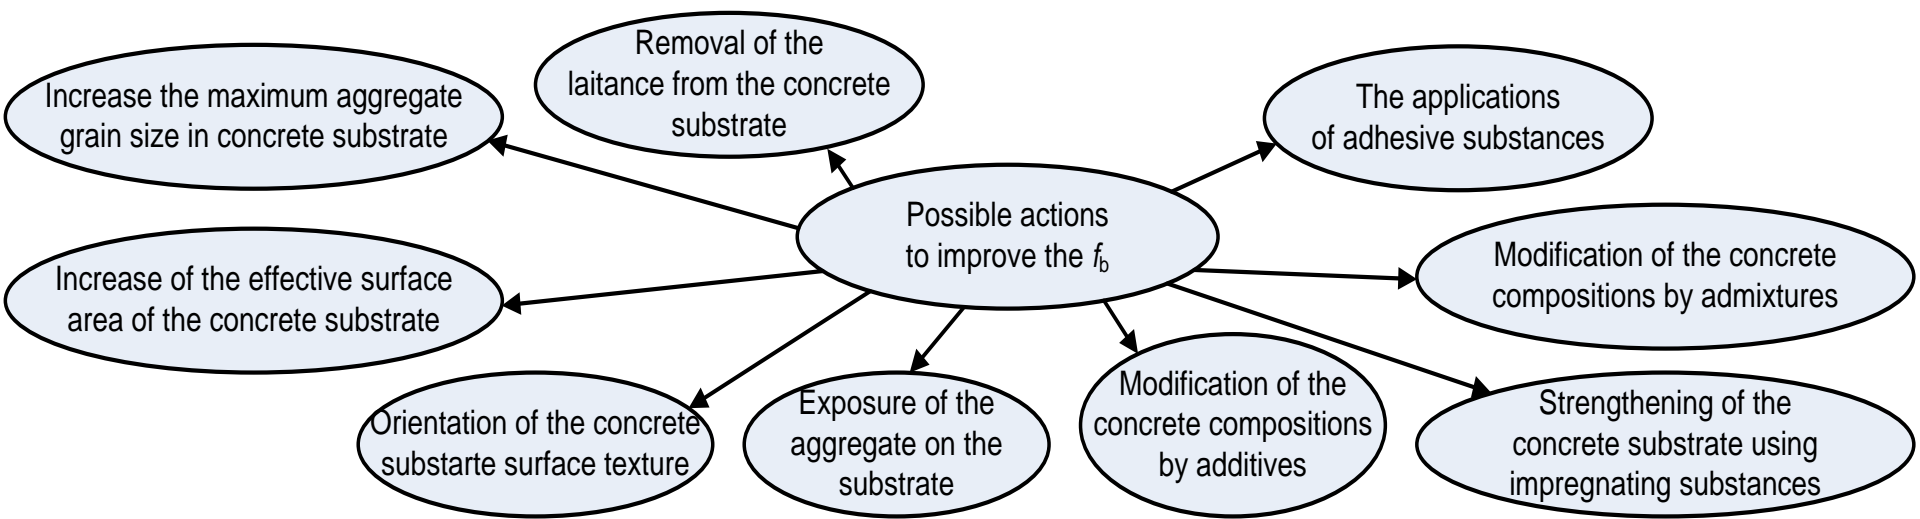 Removal of the
laitance from the concrete
substrate
Increase the maximum aggregate
grain size in concrete substrate
The applications
of adhesive substances
Possible actions
to improve the fb
Increase of the effective surface
area of the concrete substrate
Modification of the concrete
compositions by admixtures
Orientation of the concrete
substarte surface texture
Exposure of the
aggregate on the
substrate
Modification of the
concrete compositions
by additives
Strengthening of the
concrete substrate using
impregnating substances